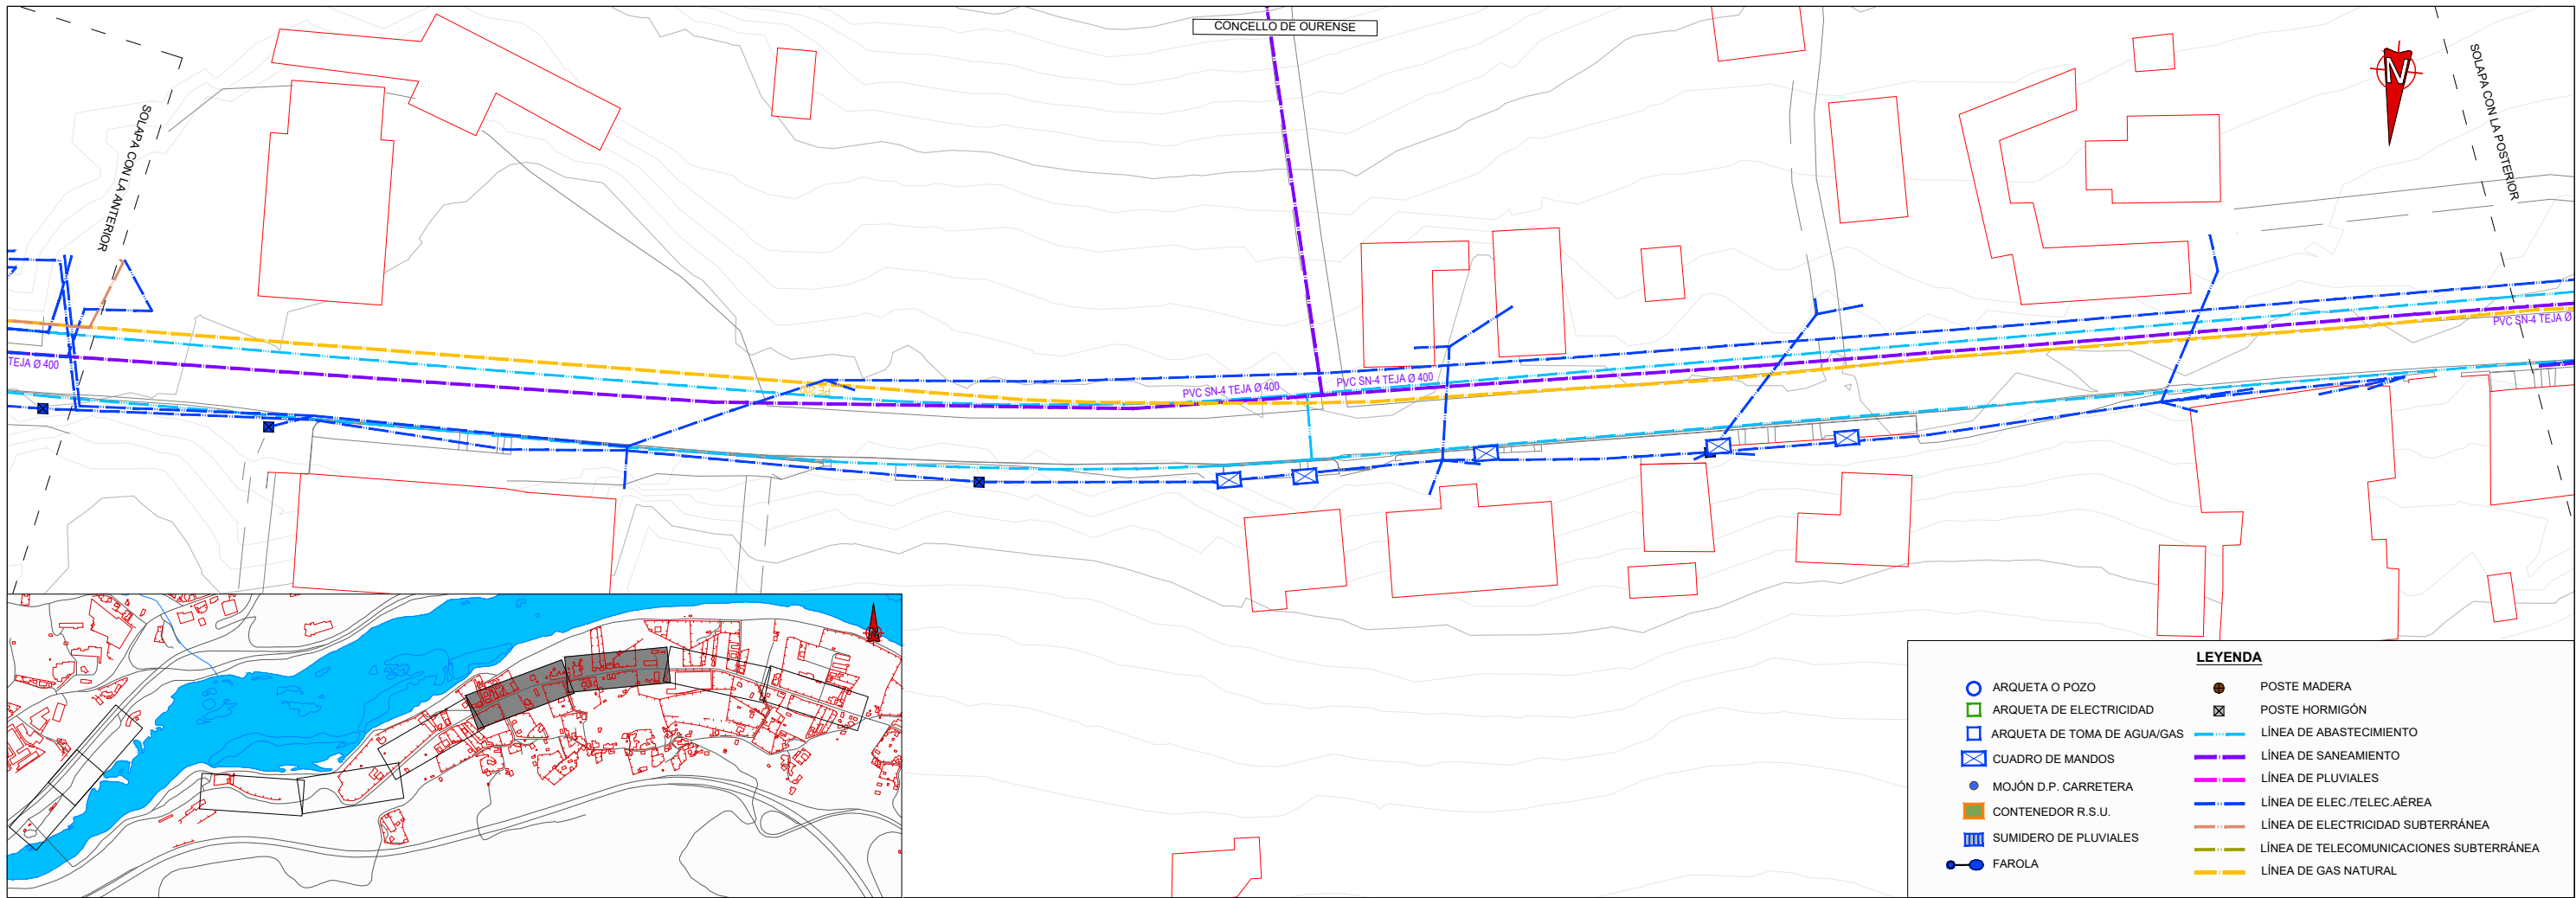 CONCELLO DE OURENSE
SOLAPA CON LA ANTERIOR
SOLAPA CON LA POSTERIOR
N
TEJA Ø 400
PVC SN-4 TEJA Ø 400
PVC SN-4 TEJA Ø 400
PVC SN-4 TEJA Ø
N
LEYENDA
ARQUETA O POZO
ARQUETA DE ELECTRICIDAD
ARQUETA DE TOMA DE AGUA/GAS
CUADRO DE MANDOS
MOJÓN D.P. CARRETERA
CONTENEDOR R.S.U.
SUMIDERO DE PLUVIALES
FAROLA
POSTE MADERA
POSTE HORMIGÓN
LÍNEA DE ABASTECIMIENTO
LÍNEA DE SANEAMIENTO
LÍNEA DE PLUVIALES
LÍNEA DE ELEC./TELEC.AÉREA
LÍNEA DE ELECTRICIDAD SUBTERRÁNEA
LÍNEA DE TELECOMUNICACIONES SUBTERRÁNEA
LÍNEA DE GAS NATURAL